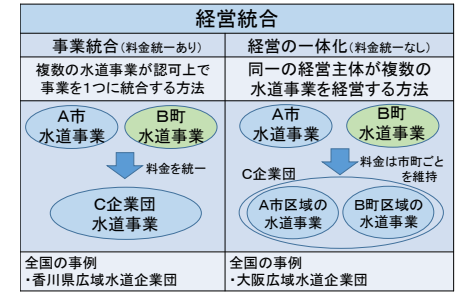 経営統合
事業統合(料金統一あり)
複数の水道事業が認可上で
事業を1つに統合する方法
A市
水道事業
B町
水道事業
料金を統一
C企業団
水道事業
全国の事例
・香川県広域水道企業団
経営の一体化(料金統一なし)
同一の経営主体が複数の
水道事業を経営する方法
A市
水道事業
B町
水道事業
料金は市町ごと
を維持
C企業団
A市区域の
水道事業
B町区域の
水道事業
全国の事例
・大阪広域水道企業団